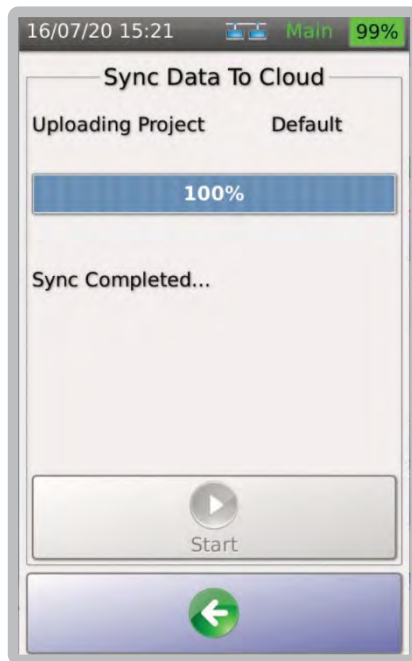 16/07/20 15:21 Main 99%
Sync Data To Cloud
Uploading Project Default
100%
Sync Completed...
Start